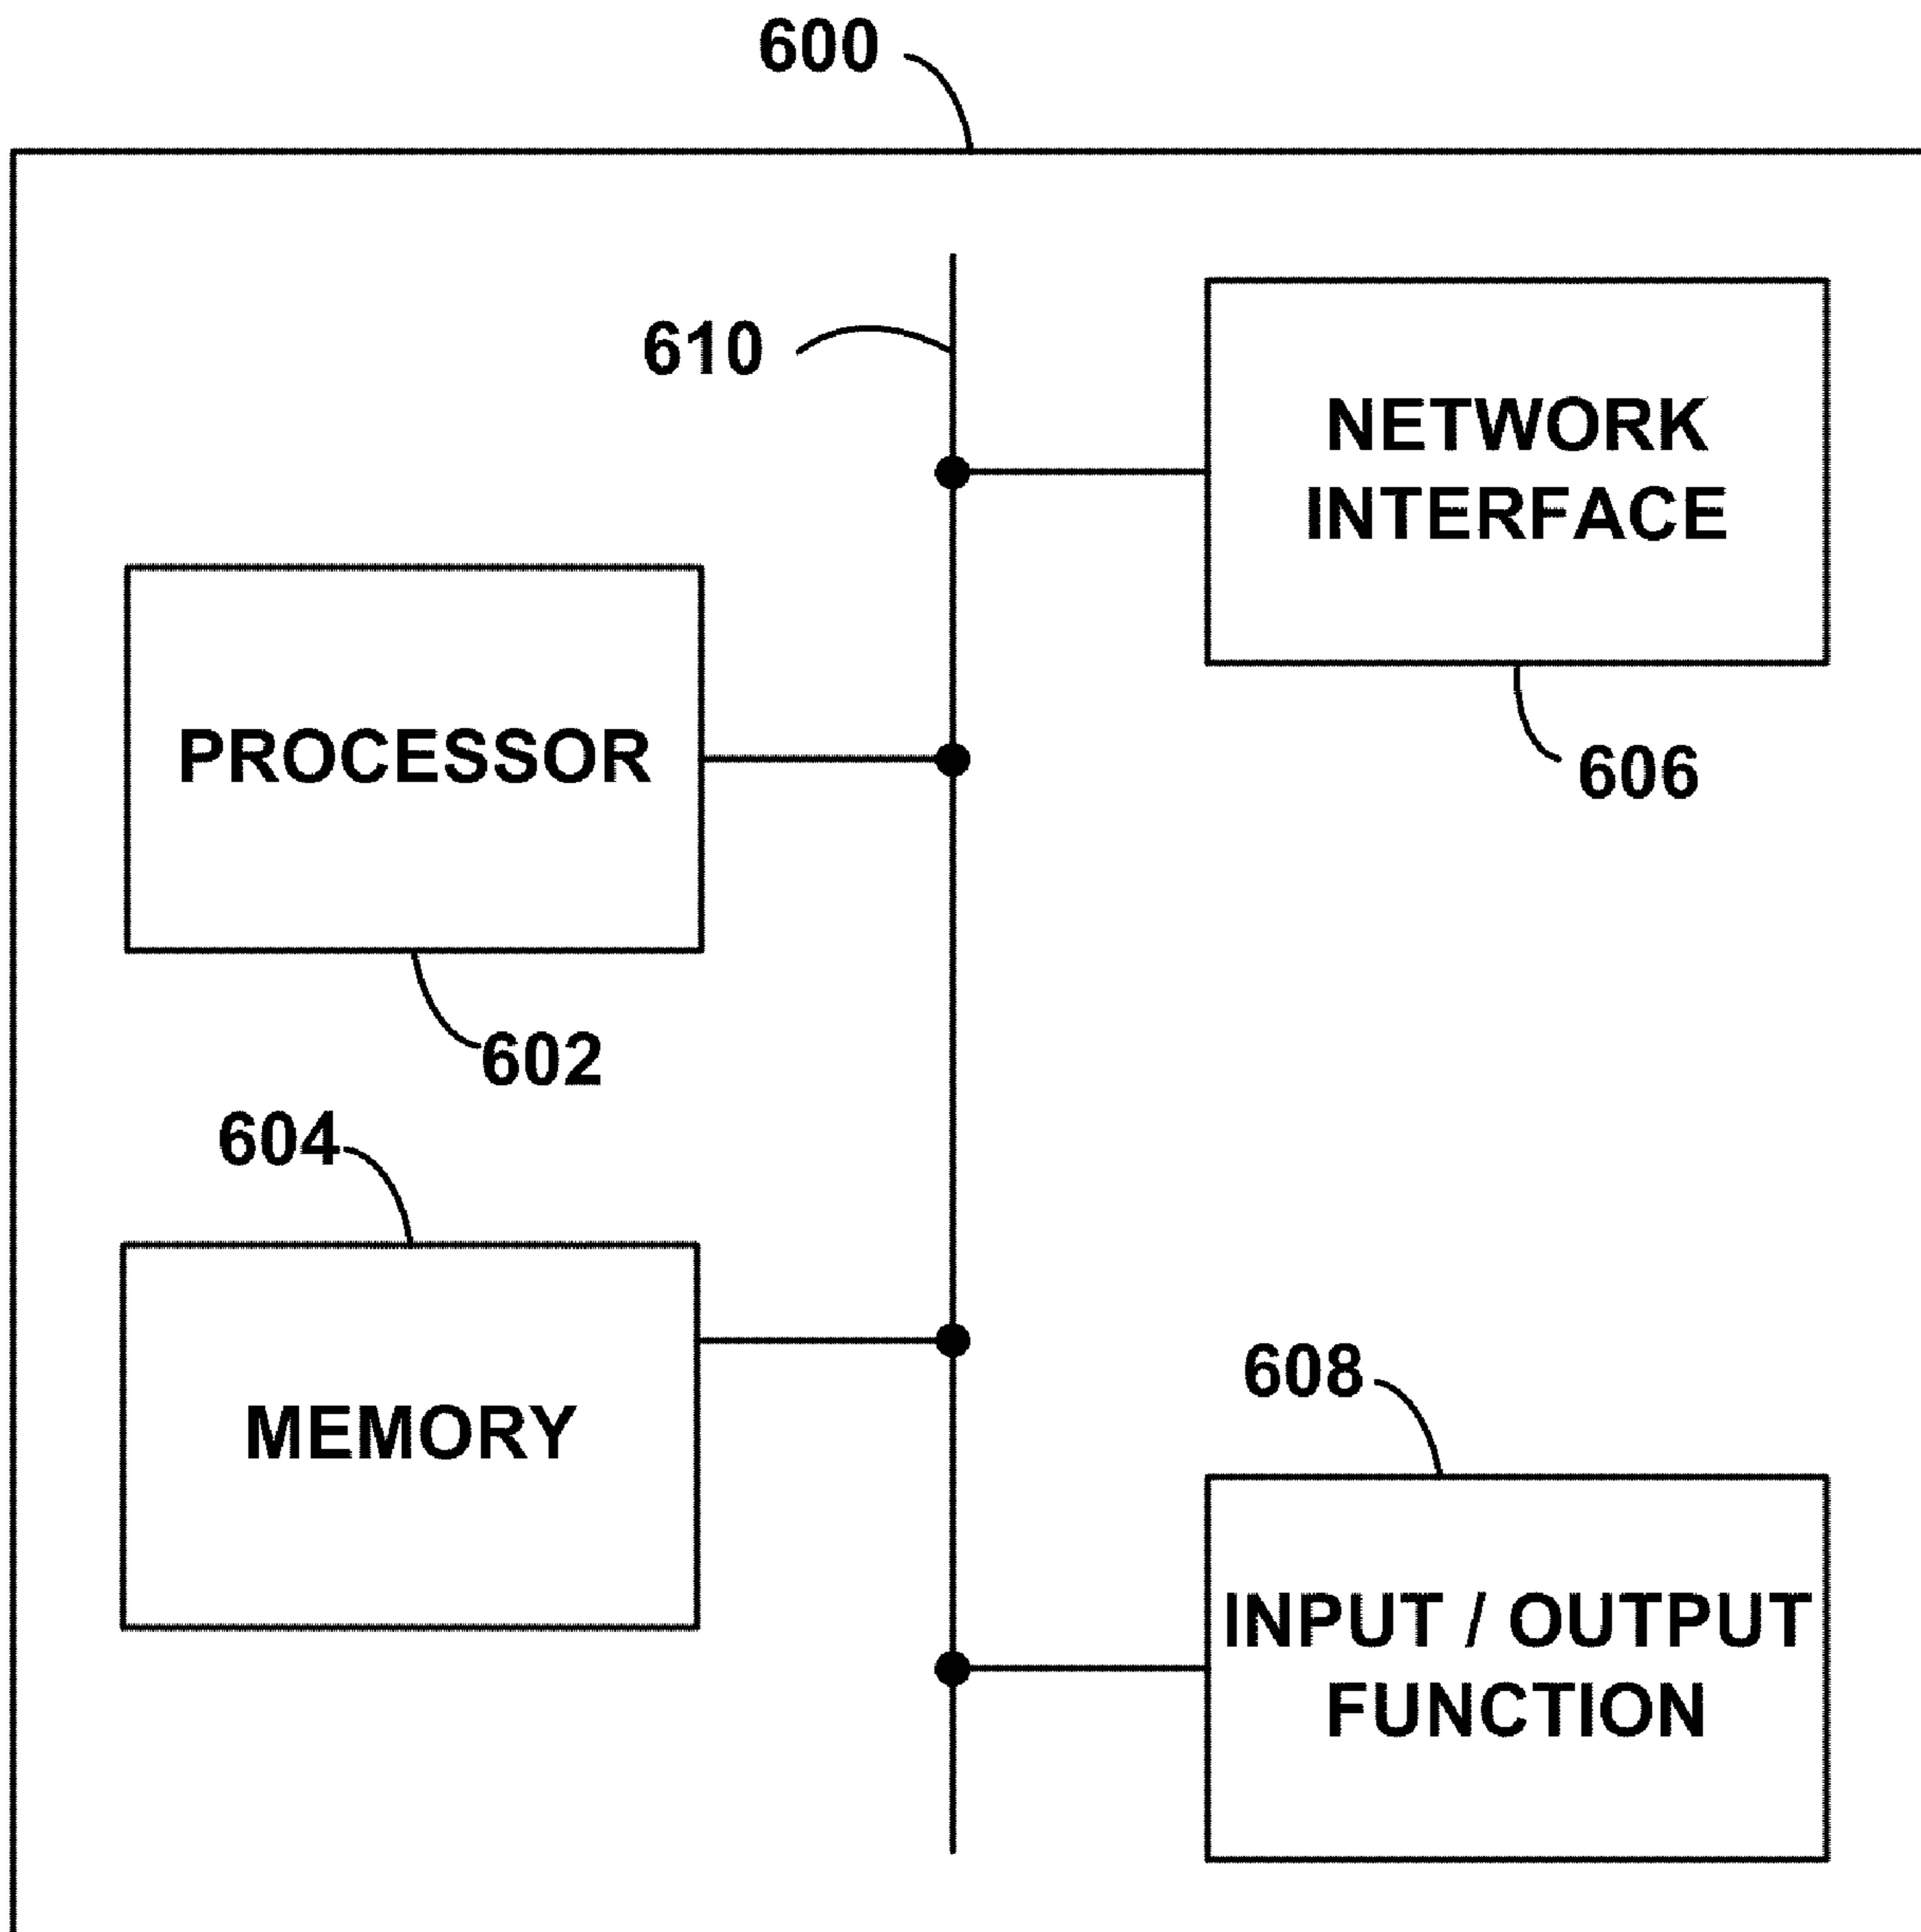 600
610
NETWORK
INTERFACE
PROCESSOR
606
602
604
MEMORY
608
INPUT / OUTPUT
FUNCTION